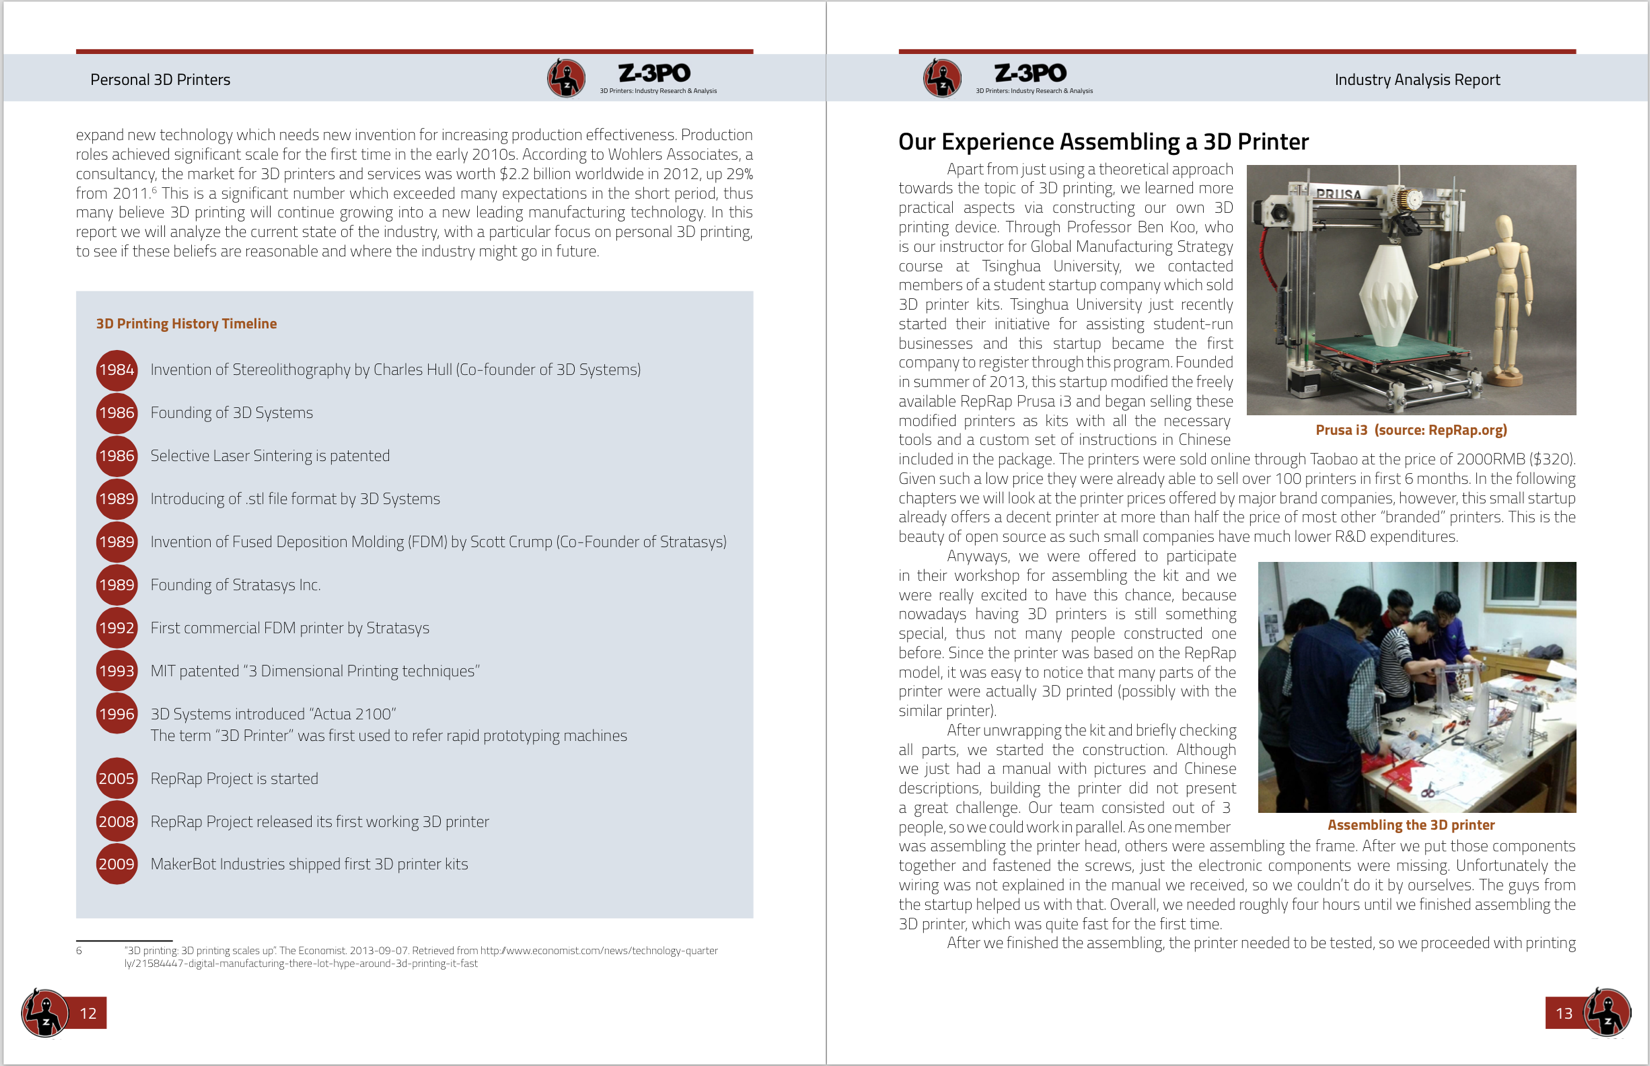 Personal 3D Printers
Z-3PO
3D Printers: Industry Research & Analysis
expand new technology which needs new invention for increasing production effectiveness. Production
roles achieved significant scale for the first time in the early 2010s. According to Wohlers Associates, a
consultancy, the market for 3D printers and services was worth $2.2 billion worldwide in 2012, up 29%
from 2011.6 This is a significant number which exceeded many expectations in the short period, thus
many believe 3D printing will continue growing into a new leading manufacturing technology. In this
report we will analyze the current state of the industry, with a particular focus on personal 3D printing,
to see if these beliefs are reasonable and where the industry might go in future.
3D Printing History Timeline
1984 Invention of Stereolithography by Charles Hull (Co-founder of 3D Systems)
1986 Founding of 3D Systems
1986 Selective Laser Sintering is patented
1989 Introducing of .stl file format by 3D Systems
1989 Invention of Fused Deposition Molding (FDM) by Scott Crump (Co-Founder of Stratasys)
1989 Founding of Stratasys Inc.
1992 First commercial FDM printer by Stratasys
1993 MIT patented “3 Dimensional Printing techniques”
1996 3D Systems introduced “Actua 2100”
The term “3D Printer” was first used to refer rapid prototyping machines
2005 RepRap Project is started
2008 RepRap Project released its first working 3D printer
2009 MakerBot Industries shipped first 3D printer kits
6 “3D printing: 3D printing scales up”. The Economist. 2013-09-07. Retrieved from http://www.economist.com/news/technology-quarter
ly/21584447-digital-manufacturing-there-lot-hype-around-3d-printing-it-fast
Z
12
Z-3PO
3D Printers: Industry Research & Analysis
Industry Analysis Report
Our Experience Assembling a 3D Printer
Apart from just using a theoretical approach
towards the topic of 3D printing, we learned more
practical aspects via constructing our own 3D
printing device. Through Professor Ben Koo, who
is our instructor for Global Manufacturing Strategy
course at Tsinghua University, we contacted
members of a student startup company which sold
3D printer kits. Tsinghua University just recently
started their initiative for assisting student-run
businesses and this startup became the first
company to register through this program. Founded
in summer of 2013, this startup modified the freely
available RepRap Prusa i3 and began selling these
modified printers as kits with all the necessary
tools and a custom set of instructions in Chinese
PRUSA
Prusa i3 (source: RepRap.org)
included in the package. The printers were sold online through Taobao at the price of 2000RMB ($320).
Given such a low price they were already able to sell over 100 printers in first 6 months. In the following
chapters we will look at the printer prices offered by major brand companies, however, this small startup
already offers a decent printer at more than half the price of most other “branded” printers. This is the
beauty of open source as such small companies have much lower R&D expenditures.
Anyways, we were offered to participate
in their workshop for assembling the kit and we
were really excited to have this chance, because
nowadays having 3D printers is still something
special, thus not many people constructed one
before. Since the printer was based on the RepRap
model, it was easy to notice that many parts of the
printer were actually 3D printed (possibly with the
similar printer).
After unwrapping the kit and briefly checking
all parts, we started the construction. Although
we just had a manual with pictures and Chinese
descriptions, building the printer did not present
a great challenge. Our team consisted out of 3
people, so we could work in parallel. As one member
Assembling the 3D printer
was assembling the printer head, others were assembling the frame. After we put those components
together and fastened the screws, just the electronic components were missing. Unfortunately the
wiring was not explained in the manual we received, so we couldn’t do it by ourselves. The guys from
the startup helped us with that. Overall, we needed roughly four hours until we finished assembling the
3D printer, which was quite fast for the first time.
After we finished the assembling, the printer needed to be tested, so we proceeded with printing
13
Z